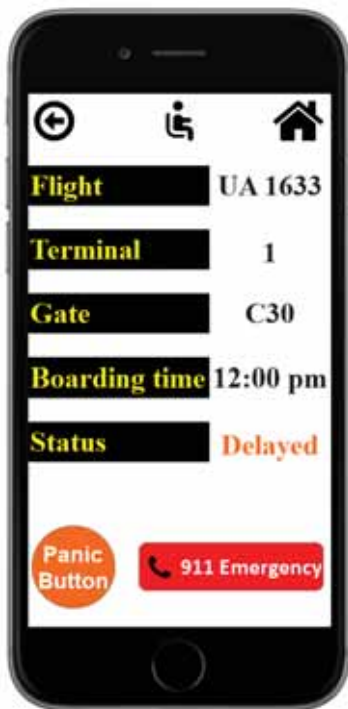 Flight UA 1633
Terminal 1
Gate C30
Boarding time 12:00 pm
Status Delayed
Panic
Button
911 Emergency